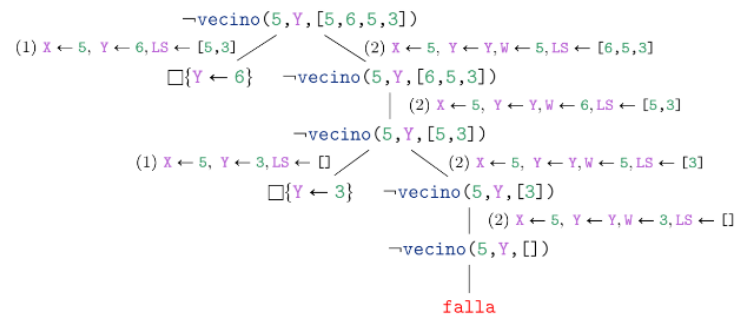 ¬vecino(5,Y,[5,6,5,3])
(1) X ← 5, Y ← 6,LS ← [5,3] (2) X ← 5, Y ← Y,W ← 5,LS ← [6,5,3]
□{Y ← 6} ¬vecino(5,Y,[6,5,3])
(2) X ← 5, Y ← Y,W ← 6,LS ← [5,3]
¬vecino(5,Y,[5,3])
(1) X ← 5, Y ← 3,LS ← [] (2) X ← 5, Y ← Y,W ← 5,LS ← [3]
□{Y ← 3} ¬vecino(5,Y,[3])
(2) X ← 5, Y ← Y,W ← 3,LS ← []
¬vecino(5,Y,[])
falla